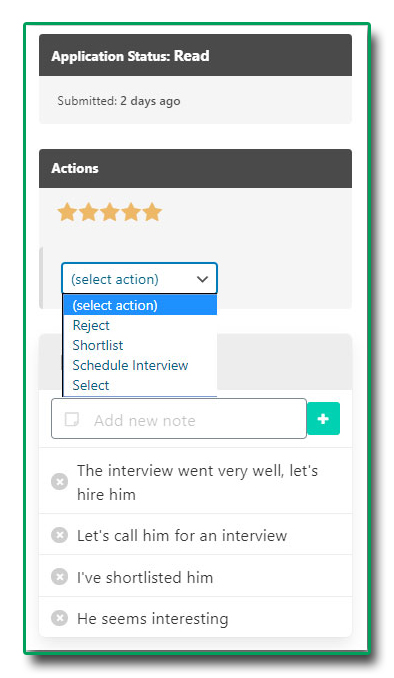 Application Status: Read
Submitted: 2 days ago
Actions
(select action)
(select action)
Reject
Shortlist
Schedule Interview
Select
Add new note
+
The interview went very well, let's
hire him
Let's call him for an interview
I've shortlisted him
He seems interesting